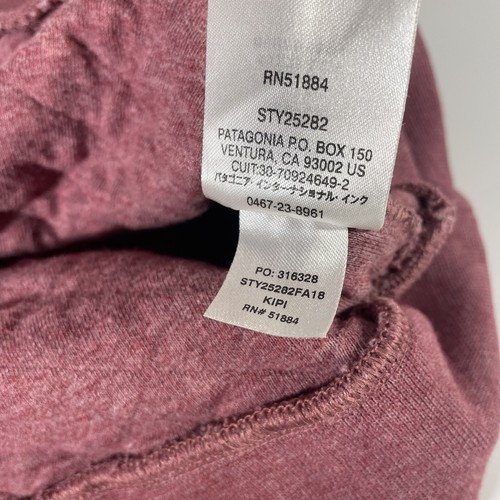 RN51884
STY25282
PATAGONIA P.O. BOX 150
VENTURA, CA 93002 US
CUIT:30-70924649-2
パタゴニア・インターナショナル・インク
0467-23-8961
PO: 316328
STY25282FA18
KIPI
RN# 51884